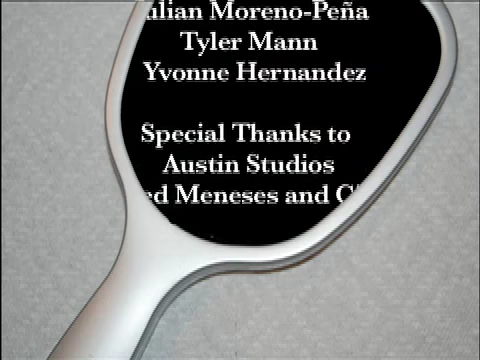 Moreno-Peña
Tyler Mann
Yvonne Hernandez
Special Thanks to
Austin Studios
Meneses and